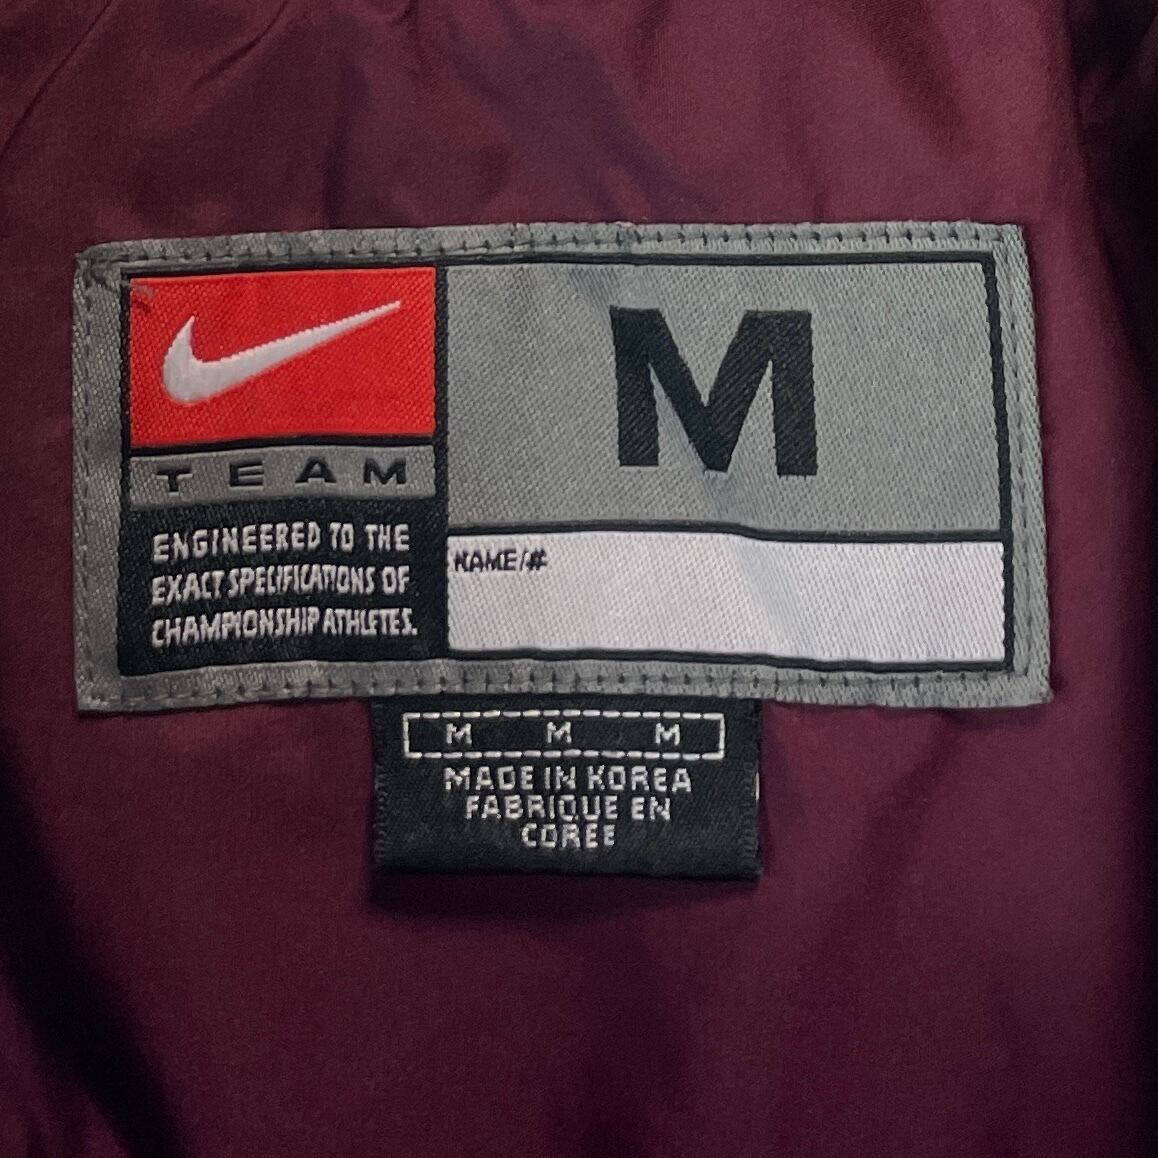 TEAM
ENGINEERED TO THE
EXACT SPECIFICATIONS OF
CHAMPIONSHIP ATHLETES.
M
NAME/#
M M M
MADE IN KOREA
FABRIQUE EN
COREE